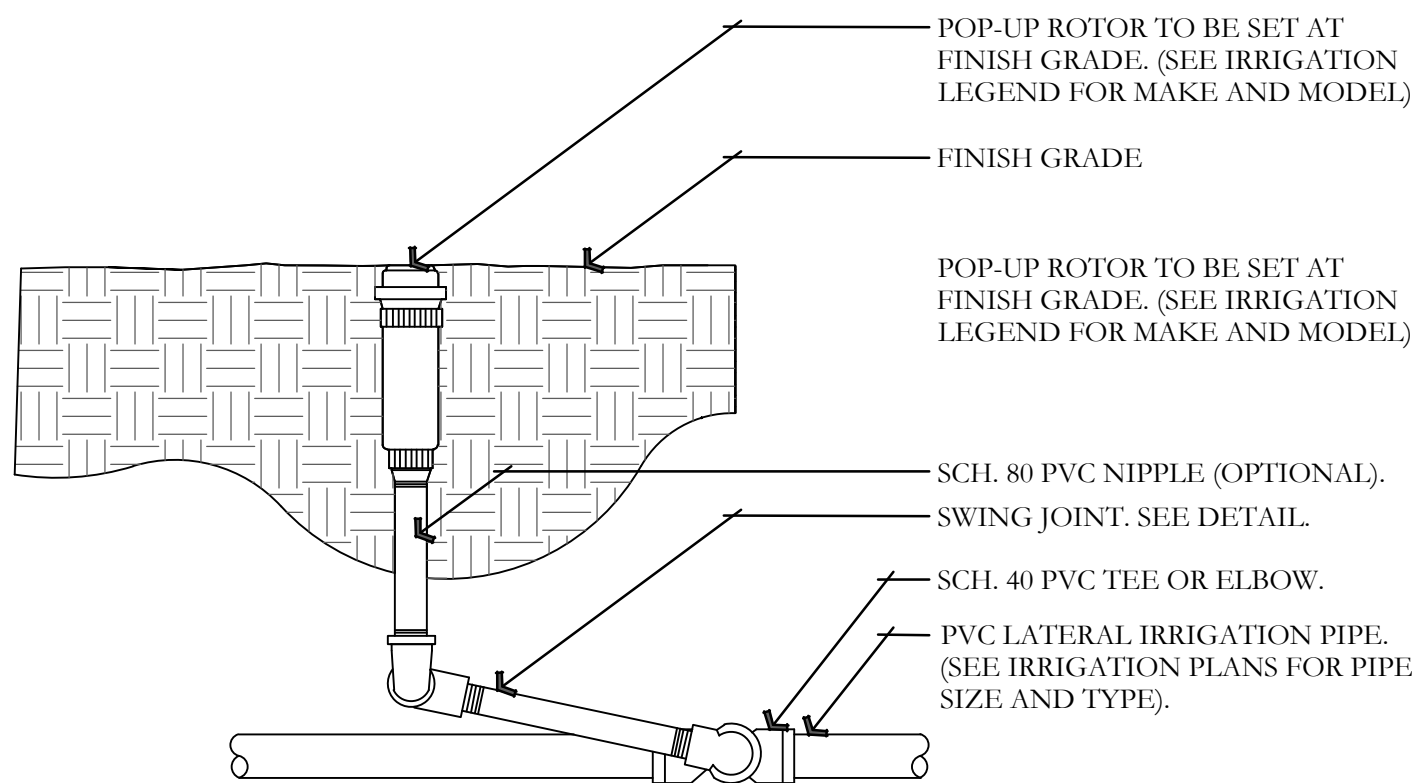 POP-UP ROTOR TO BE SET AT
FINISH GRADE. (SEE IRRIGATION
LEGEND FOR MAKE AND MODEL)
FINISH GRADE
POP-UP ROTOR TO BE SET AT
FINISH GRADE. (SEE IRRIGATION
LEGEND FOR MAKE AND MODEL)
SCH. 80 PVC NIPPLE (OPTIONAL).
SWING JOINT. SEE DETAIL.
SCH. 40 PVC TEE OR ELBOW.
PVC LATERAL IRRIGATION PIPE.
(SEE IRRIGATION PLANS FOR PIPE
SIZE AND TYPE).